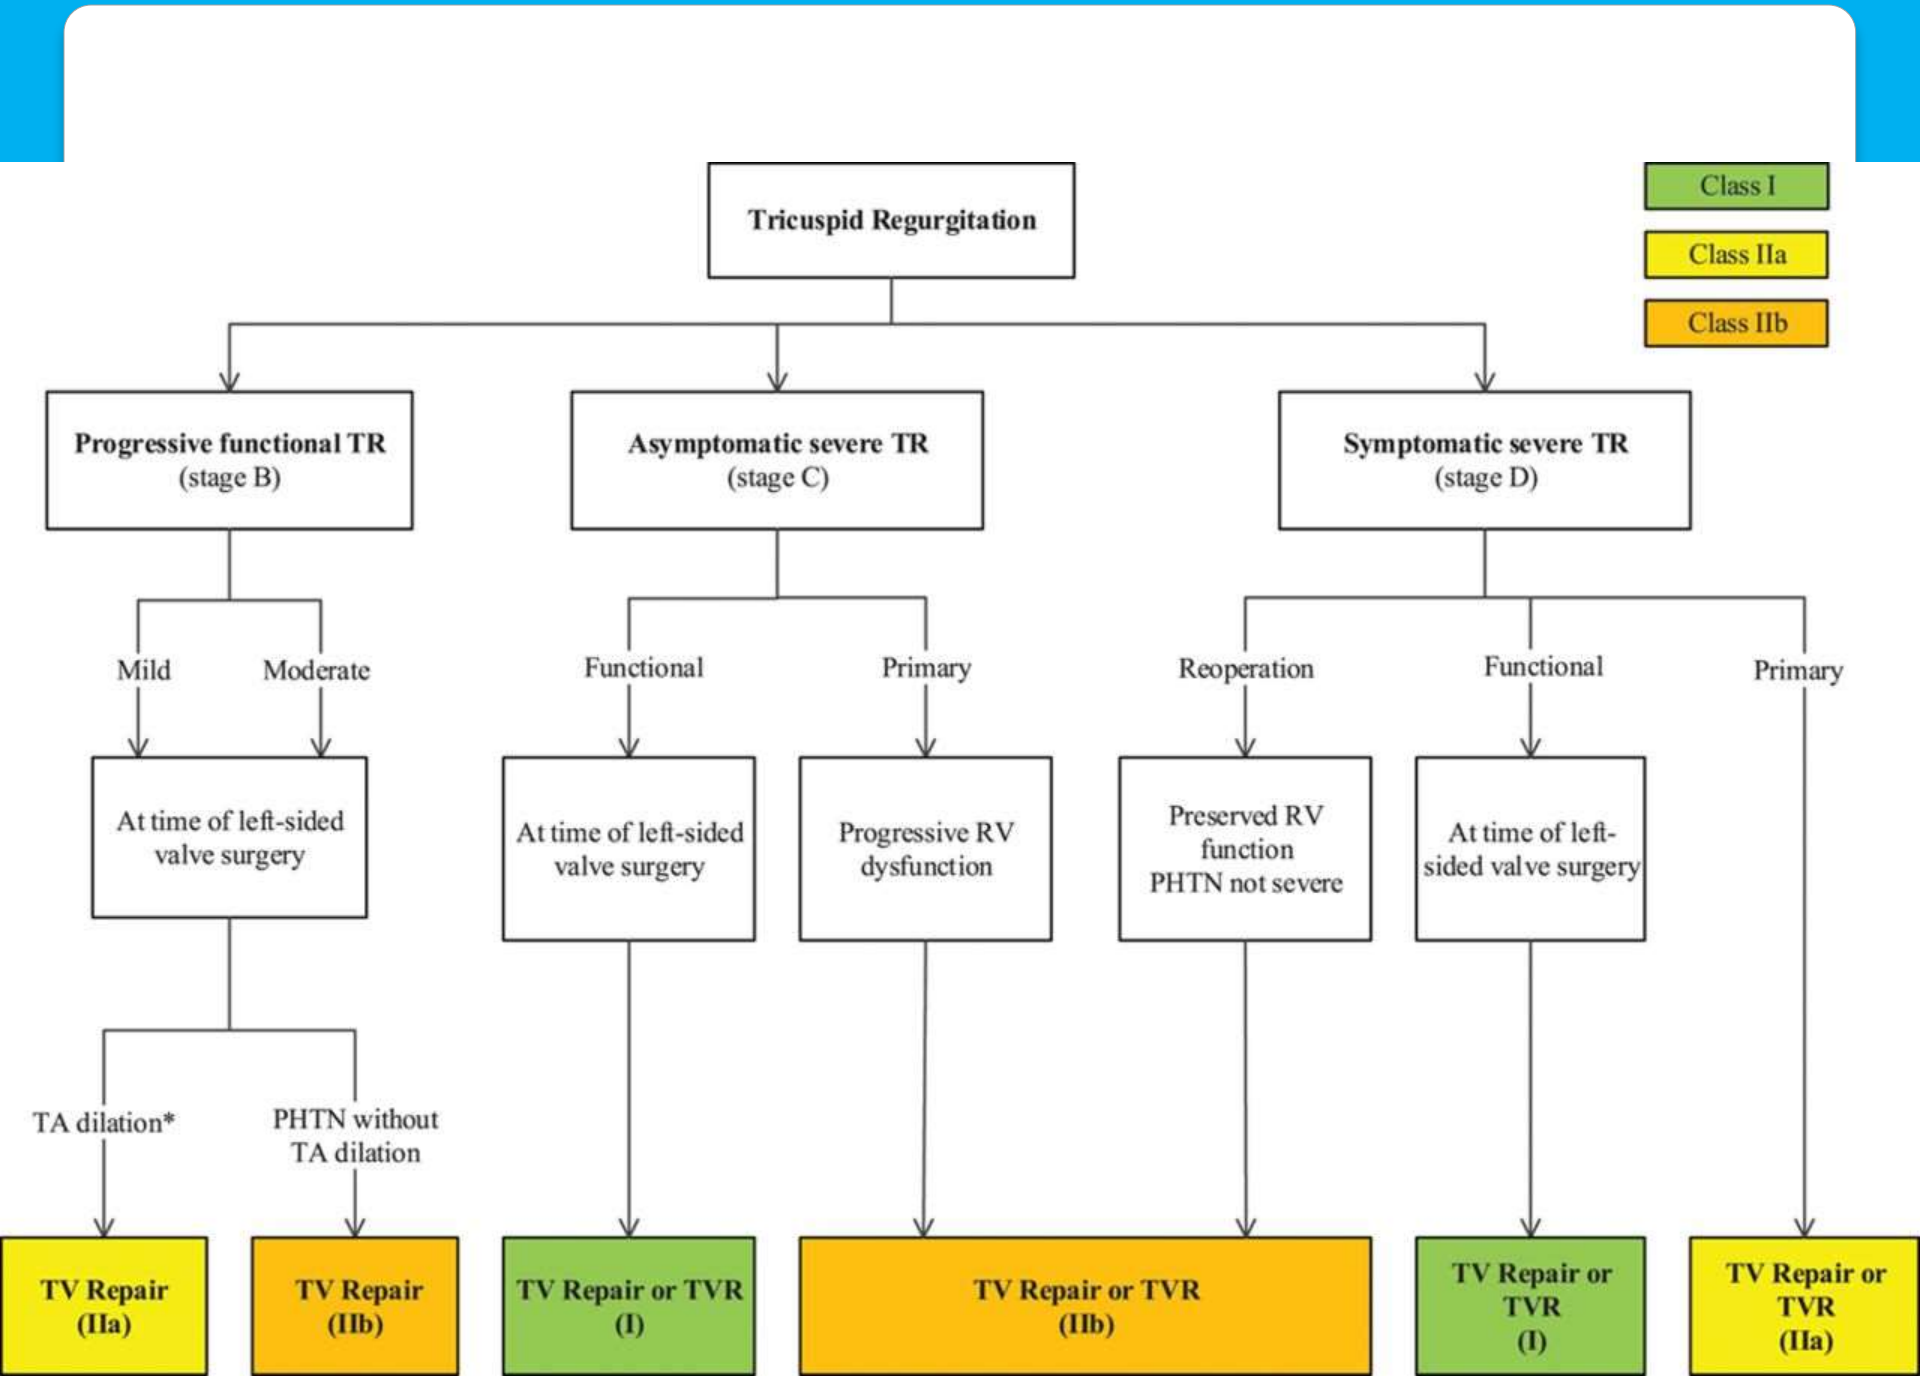 Tricuspid Regurgitation
Class I
Class IIa
Class IIb
Progressive functional TR
(stage B)
Asymptomatic severe TR
(stage C)
Symptomatic severe TR
(stage D)
Mild
Moderate
Functional
Primary
Reoperation
Functional
Primary
At time of left-sided
valve surgery
At time of left-sided
valve surgery
Progressive RV
dysfunction
Preserved RV
function
PHTN not severe
At time of left-
sided valve surgery
TA dilation*
PHTN without
TA dilation
TV Repair
(IIa)
TV Repair
(IIb)
TV Repair or TVR
(I)
TV Repair or TVR
(IIb)
TV Repair or
TVR
(I)
TV Repair or
TVR
(IIa)